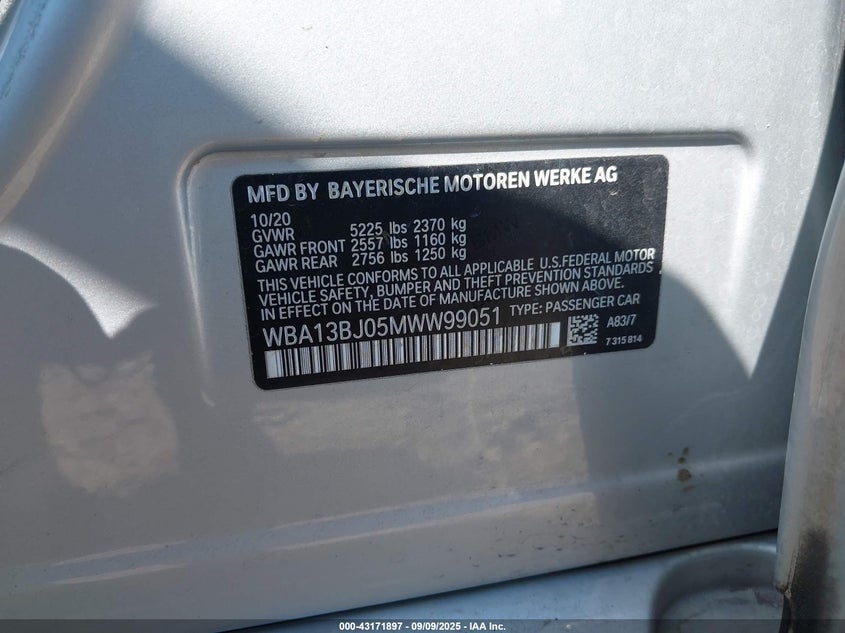 MFD BY BAYERISCHE MOTOREN WERKE AG
10/20
GVWR 5225 lbs 2370 kg
GAWR FRONT 2557 lbs 1160 kg
GAWR REAR 2756 lbs 1250 kg
THIS VEHICLE CONFORMS TO ALL APPLICABLE U.S.FEDERAL MOTOR
VEHICLE SAFETY, BUMPER AND THEFT PREVENTION STANDARDS
IN EFFECT ON THE DATE OF MANUFACTURE SHOWN ABOVE.
WBA13BJ05MWW99051 TYPE: PASSENGER CAR
A83/7
7 315 814
000-43171897 - 09/09/2025 - IAA Inc.